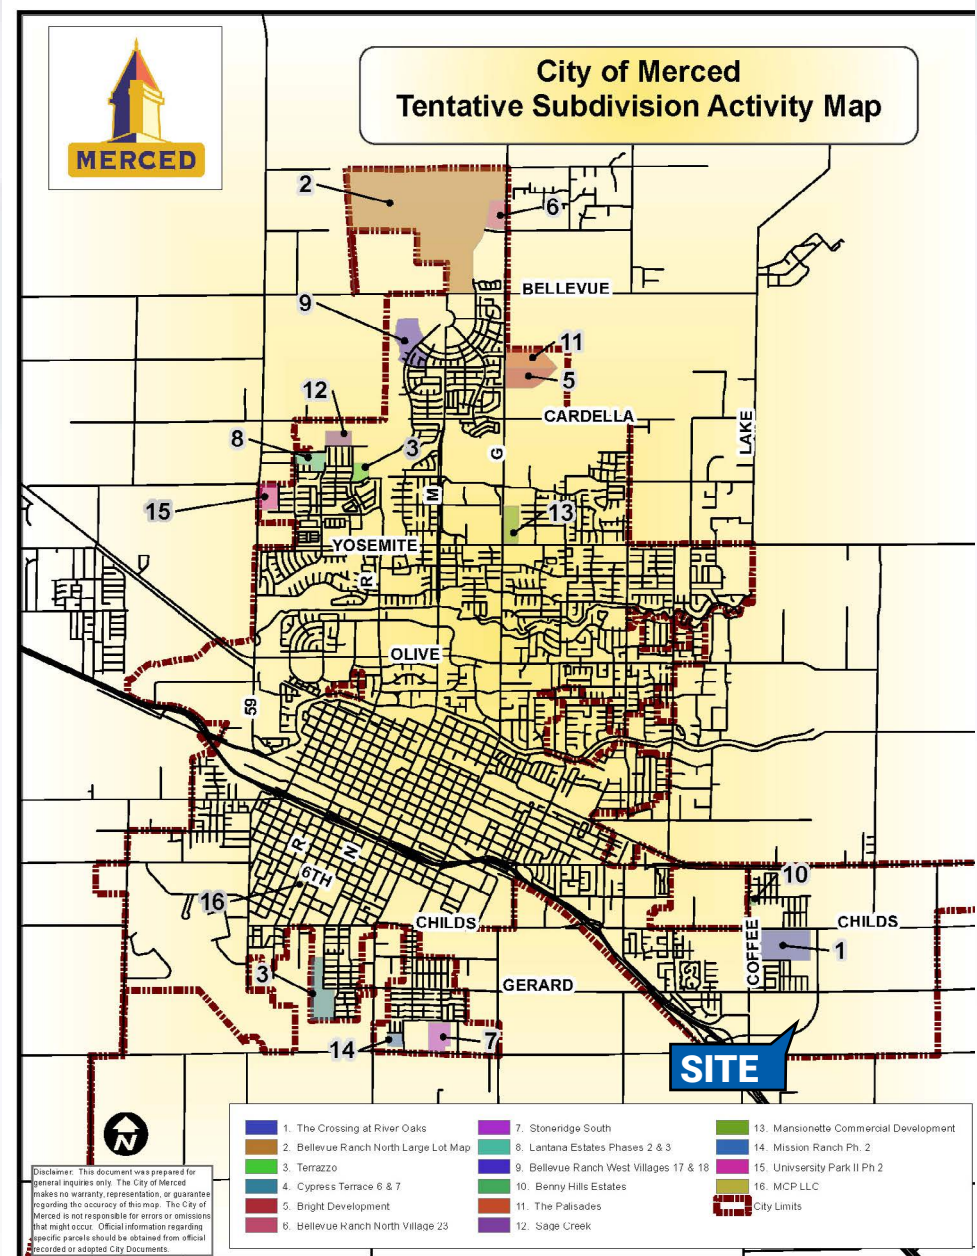 City of Merced
Tentative Subdivision Activity Map
MERCED
2
6
BELLEVUE
9
11
5
12
CARDELLA
8
3
G
LAKE
M
15
13
YOSEMITE
R
OLIVE
59
R
N
6TH
16
10
CHILDS
CHILDS
COFFEE
1
3
GERARD
14
7
SITE
N
1. The Crossing at River Oaks
2. Bellevue Ranch North Large Lot Map
3. Terrazzo
4. Cypress Terrace 6 & 7
5. Bright Development
6. Bellevue Ranch North Village 23
7. Stoneridge South
8. Lantana Estates Phases 2 & 3
9. Bellevue Ranch West Villages 17 & 18
10. Benny Hills Estates
11. The Palisades
12. Sage Creek
13. Mansionette Commercial Development
14. Mission Ranch Ph. 2
15. Univsersity Park II Ph 2
16. MCP LLC
City Limits
Disclaimer: This document was prepared for
general inquiries only. The City of Merced
makes no warranty, representation, or guarantee
regarding the accuracy of this map. The City of
Merced is not responsible for errors or omissions
that might occur. Official information regarding
specific parcels should be obtained from official
recorded or adopted City Documents.